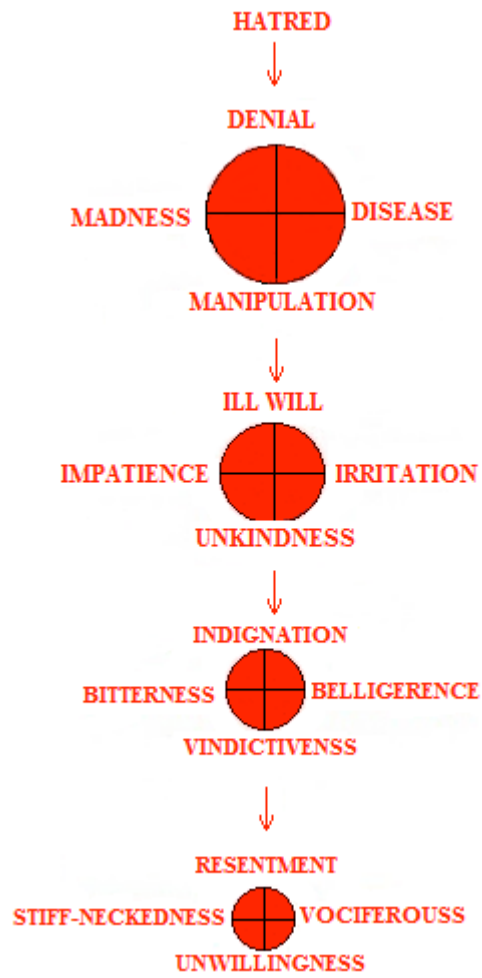 HATRED
DENIAL
MADNESS DISEASE
MANIPULATION
ILL WILL
IMPATIENCE IRRITATION
UNKINDNESS
INDIGNATION
BITTERNESS BELLIGERENCE
VINDICTIVENSS
RESENTMENT
STIFF-NECKEDNESS VOCIFEROUSS
UNWILLINGNESS